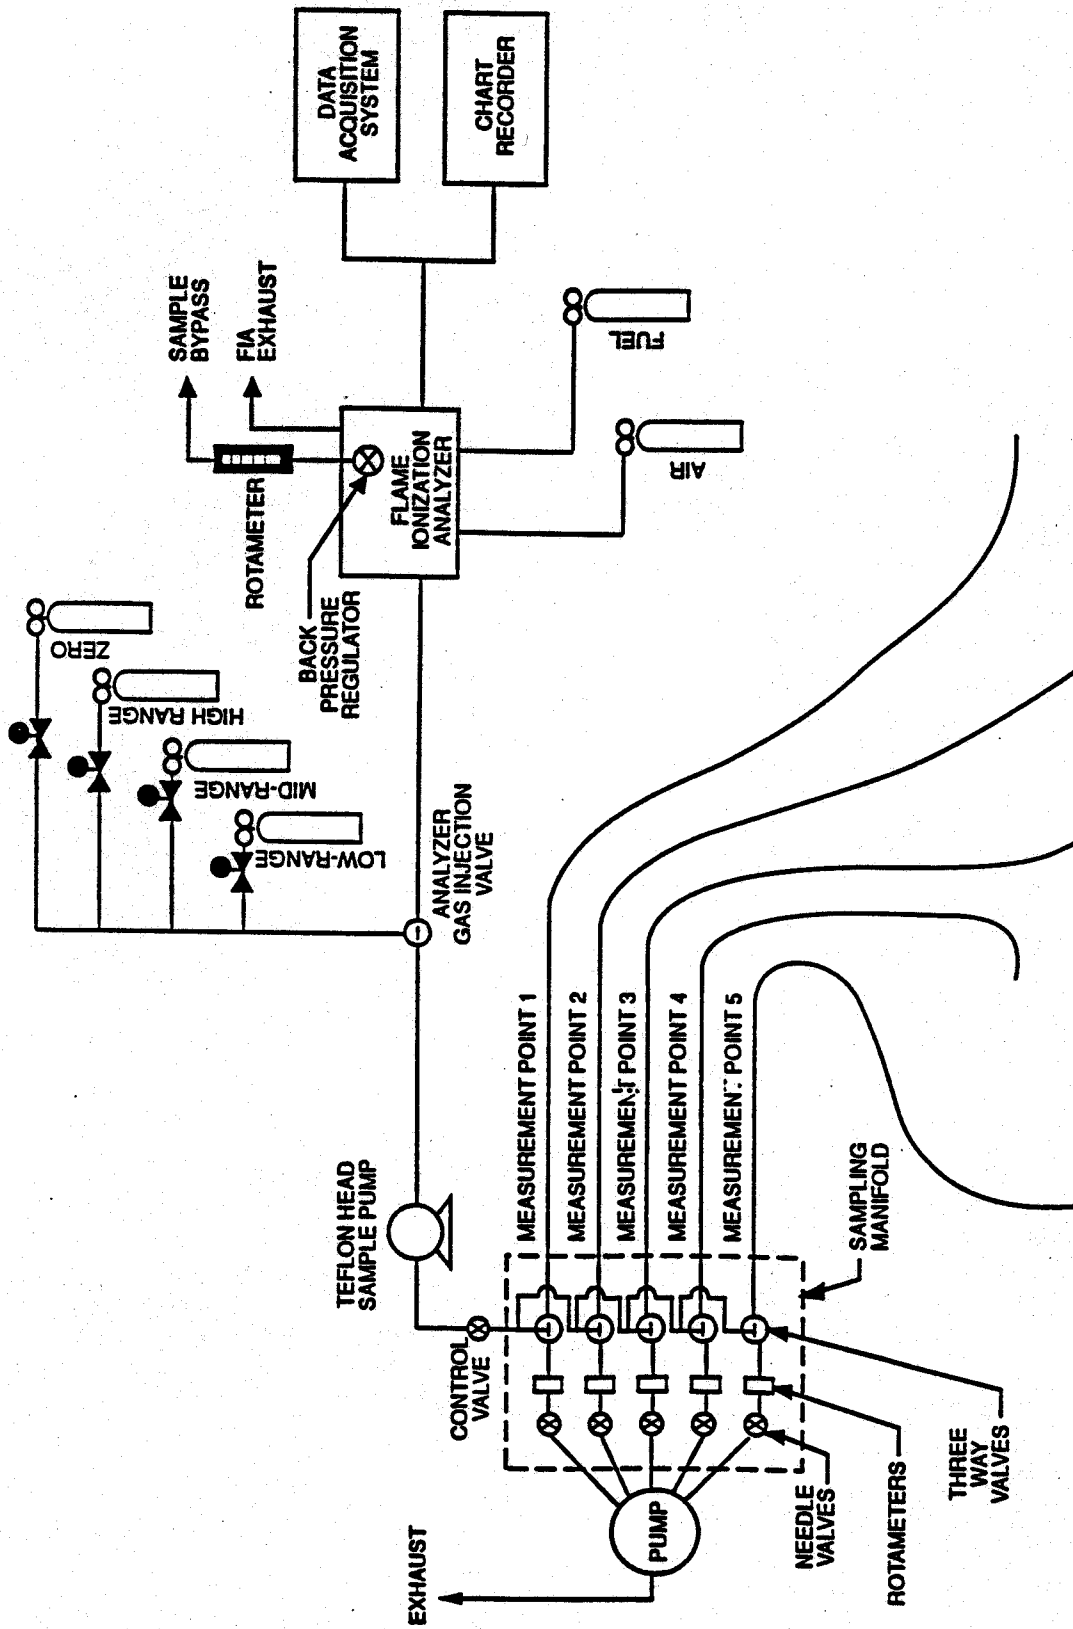 DATA
ACQUISITION
SYSTEM
CHART
RECORDER
SAMPLE
BYPASS
FIA
EXHAUST
ROTAMETER
BACK
PRESSURE
REGULATOR
FLAME
IONIZATION
ANALYZER
FUEL
AIR
ZERO
HIGH RANGE
MID-RANGE
LOW-RANGE
ANALYZER
GAS INJECTION
VALVE
TEFLON HEAD
SAMPLE PUMP
CONTROL
VALVE
MEASUREMENT POINT 1
MEASUREMENT POINT 2
MEASUREMENT POINT 3
MEASUREMENT POINT 4
MEASUREMENT POINT 5
SAMPLING
MANIFOLD
THREE
WAY
VALVES
ROTAMETERS
NEEDLE
VALVES
PUMP
EXHAUST